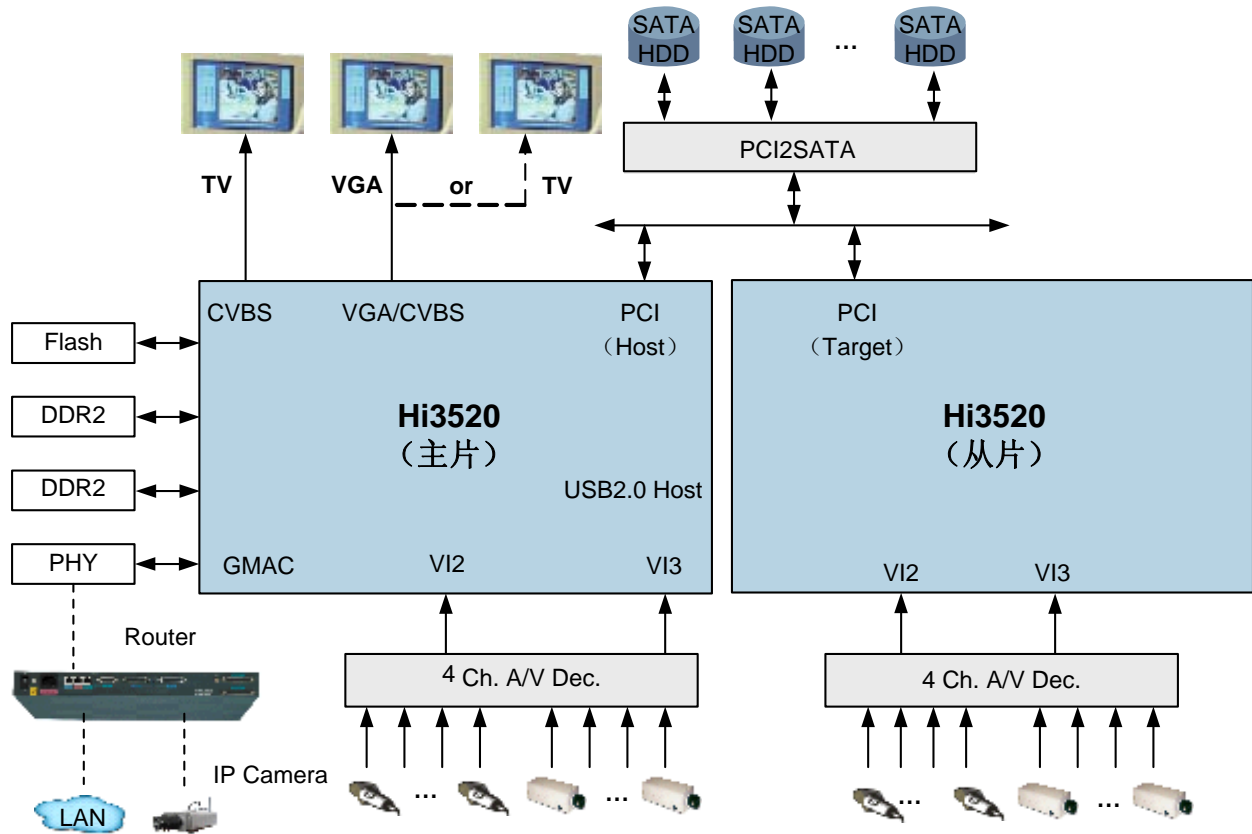 SATA
HDD
SATA
HDD
...
SATA
HDD
PCI2SATA
TV
VGA
or
TV
CVBS
VGA/CVBS
PCI
（Host）
PCI
（Target）
Flash
DDR2
DDR2
PHY
Hi3520
（主片）
Hi3520
（从片）
USB2.0 Host
GMAC
VI2
VI3
VI2
VI3
Router
4 Ch. A/V Dec.
4 Ch. A/V Dec.
IP Camera
LAN
...
...
...
...